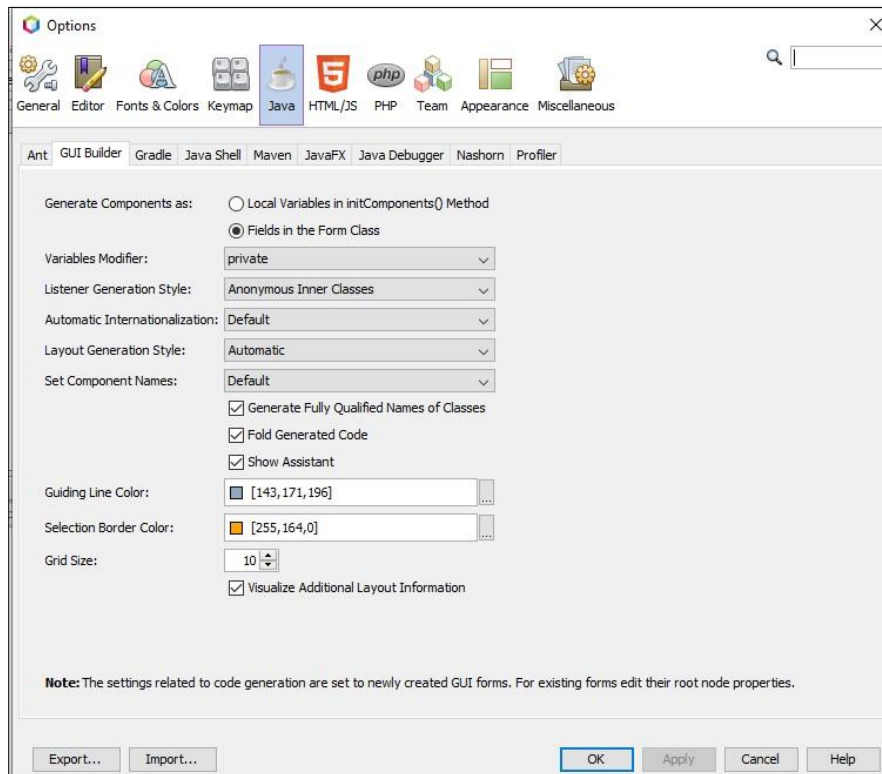 Options
General Editor Fonts & Colors Keymap Java HTML/JS PHP Team Appearance Miscellaneous
Ant GUI Builder Gradle Java Shell Maven JavaFX Java Debugger Nashorn Profiler
Generate Components as: Local Variables in initComponents() Method
Fields in the Form Class
Variables Modifier: private
Listener Generation Style: Anonymous Inner Classes
Automatic Internationalization: Default
Layout Generation Style: Automatic
Set Component Names: Default
Generate Fully Qualified Names of Classes
Fold Generated Code
Show Assistant
Guiding Line Color: [143,171,196] ...
Selection Border Color: [255,164,0] ...
Grid Size: 10
Visualize Additional Layout Information
Note: The settings related to code generation are set to newly created GUI forms. For existing forms edit their root node properties.
Export... Import... OK Apply Cancel Help